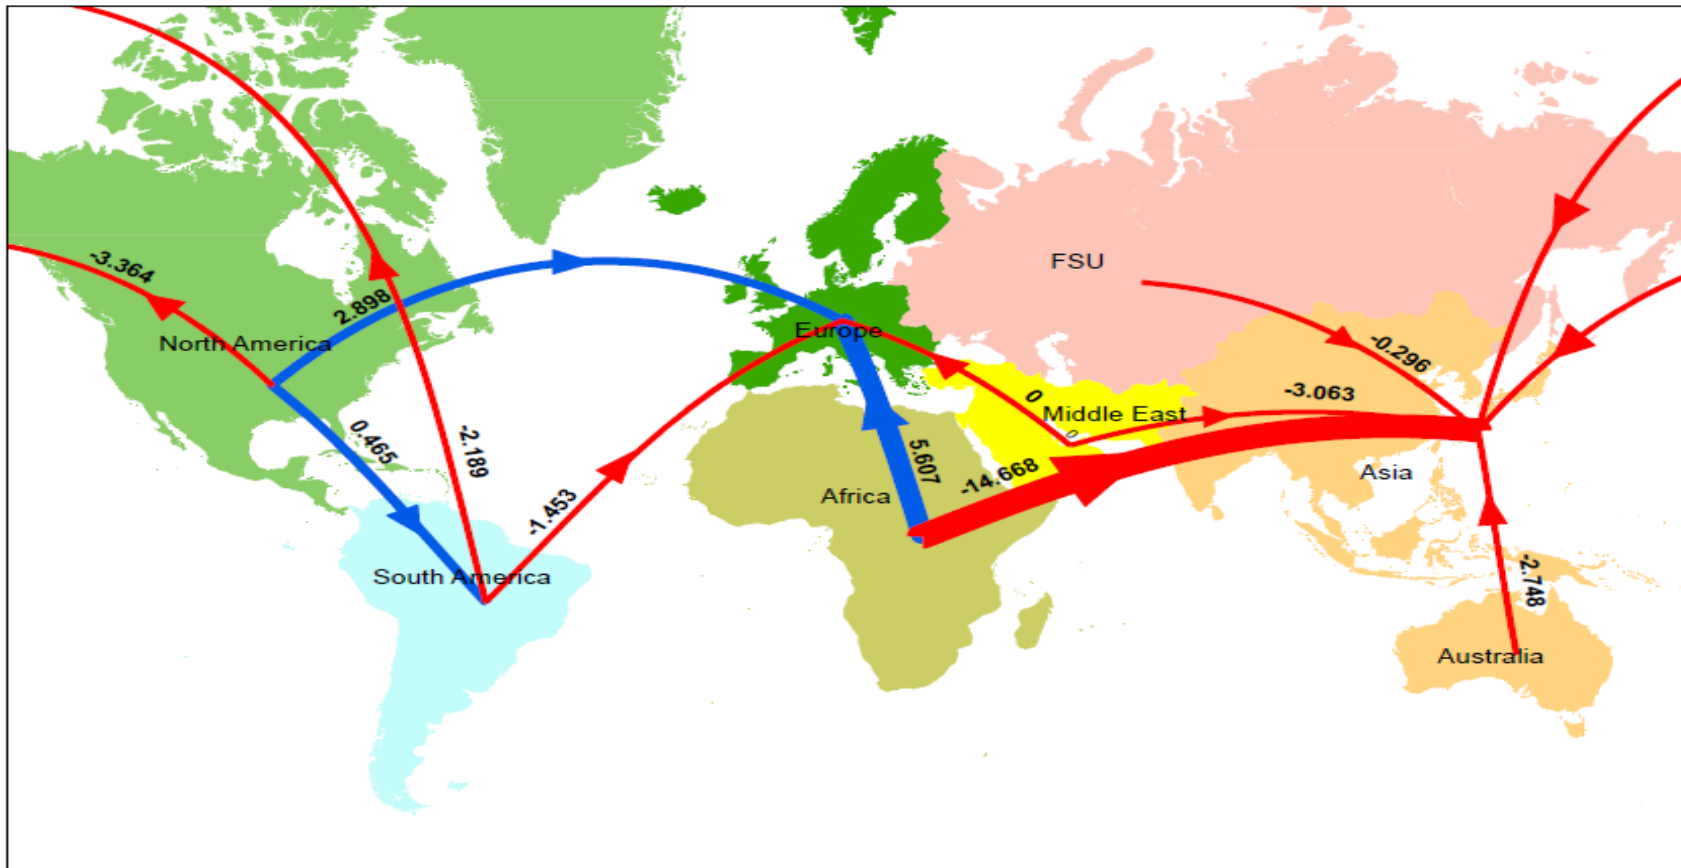 -3.364
2.898
North America
0.465
-2.189
-1.453
South America
Europe
5.607
Africa
-14.668
FSU
0
Middle East
0
-3.063
-0.296
Asia
-2.748
Australia